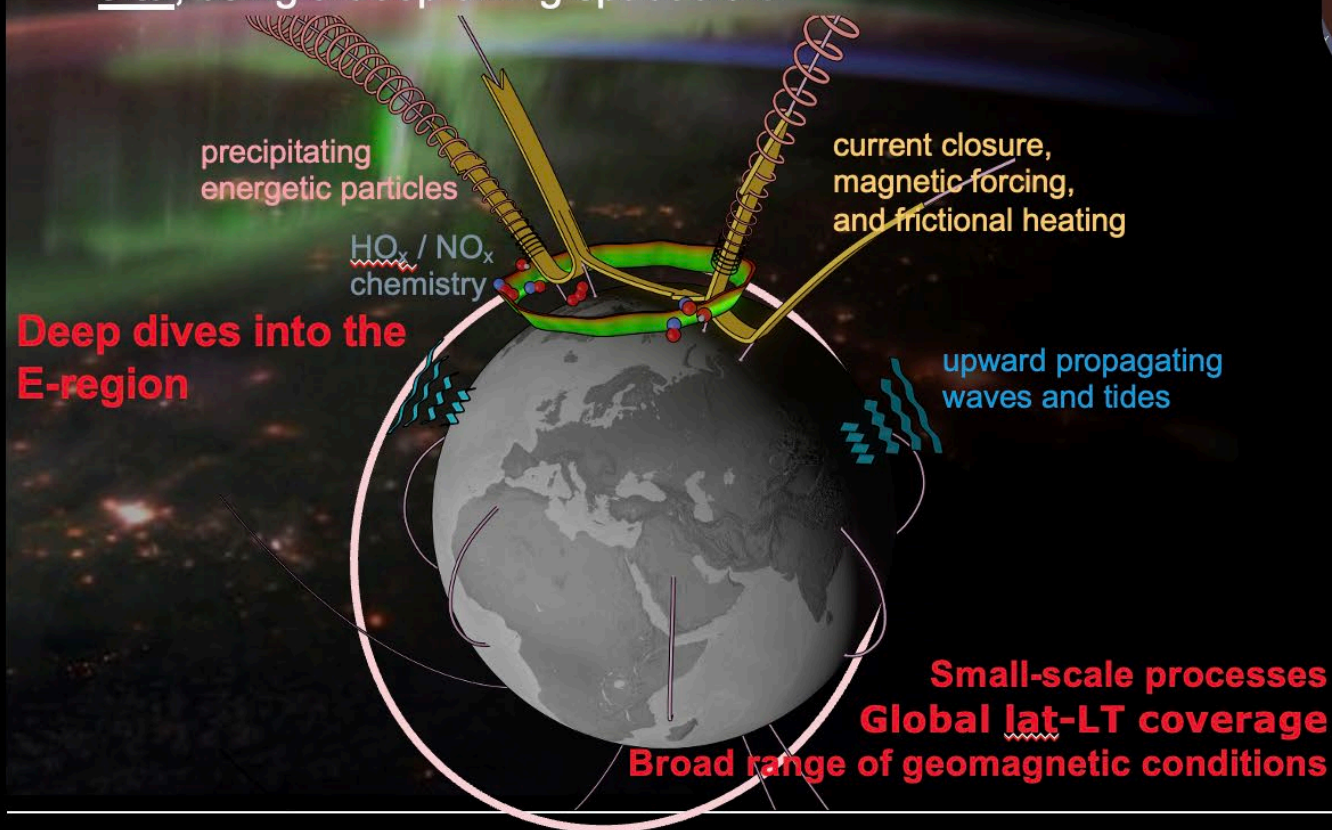 precipitating
energetic particles
current closure,
magnetic forcing,
and frictional heating
HOₓ / NOₓ
chemistry
Deep dives into the
E-region
upward propagating
waves and tides
Small-scale processes
Global lat-LT coverage
Broad range of geomagnetic conditions